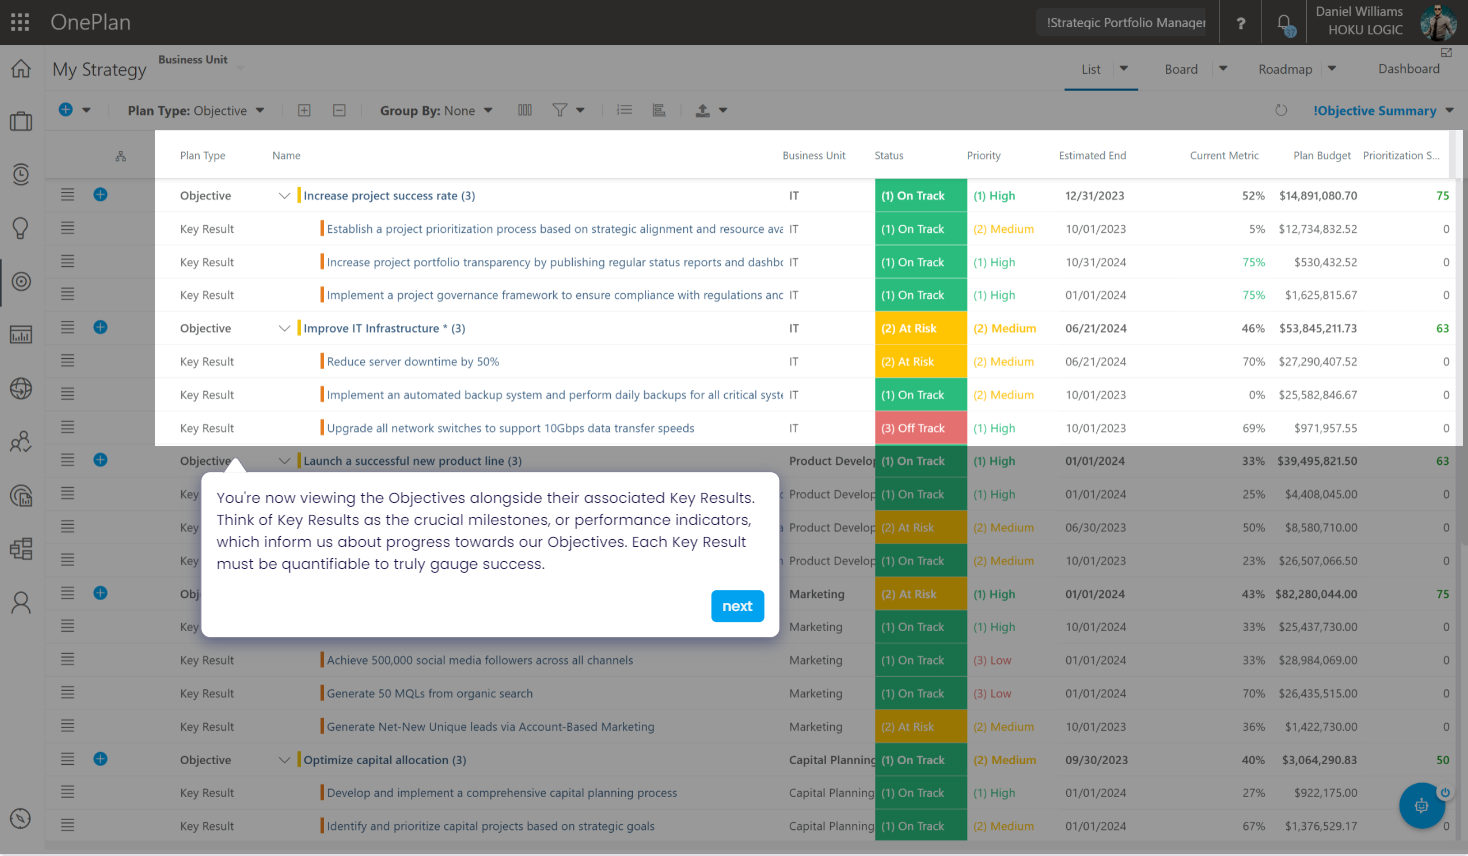 OnePlan
!Strategic Portfolio Manager
?
Daniel Williams
HOKU LOGIC
My Strategy
Business Unit
List
Board
Roadmap
Dashboard
Plan Type: Objective
Group By: None
!Objective Summary
Plan Type Name Business Unit Status Priority Estimated End Current Metric Plan Budget Prioritization S...
Objective Increase project success rate (3) IT (1) On Track (1) High 12/31/2023 52% $14,891,080.70 75
Key Result Establish a project prioritization process based on strategic alignment and resource ava IT (1) On Track (2) Medium 10/01/2023 5% $12,734,832.52 0
Key Result Increase project portfolio transparency by publishing regular status reports and dashbo IT (1) On Track (1) High 10/31/2024 75% $530,432.52 0
Key Result Implement a project governance framework to ensure compliance with regulations and IT (1) On Track (1) High 01/01/2024 75% $1,625,815.67 0
Objective Improve IT Infrastructure * (3) IT (2) At Risk (2) Medium 06/21/2024 46% $53,845,211.73 63
Key Result Reduce server downtime by 50% IT (2) At Risk (2) Medium 06/21/2024 70% $27,290,407.52 0
Key Result Implement an automated backup system and perform daily backups for all critical syste IT (1) On Track (2) Medium 10/01/2023 0% $25,582,846.67 0
Key Result Upgrade all network switches to support 10Gbps data transfer speeds IT (3) Off Track (1) High 10/01/2023 69% $971,957.55 0
Objective Launch a successful new product line (3) Product Develop (1) On Track (1) High 01/01/2024 33% $39,495,821.50 63
Key Product Develop (1) On Track (1) High 01/01/2024 25% $4,408,045.00 0
Key Product Develop (2) At Risk (2) Medium 06/30/2023 50% $8,580,710.00 0
Key Product Develop (1) On Track (2) Medium 10/01/2023 23% $26,507,066.50 0
Obj Marketing (2) At Risk (1) High 01/01/2024 43% $82,280,044.00 75
Key Marketing (1) On Track (1) High 10/01/2024 33% $25,437,730.00 0
You're now viewing the Objectives alongside their associated Key Results.
Think of Key Results as the crucial milestones, or performance indicators,
which inform us about progress towards our Objectives. Each Key Result
must be quantifiable to truly gauge success.
next
Key Result Achieve 500,000 social media followers across all channels Marketing (1) On Track (3) Low 01/01/2024 33% $28,984,069.00 0
Key Result Generate 50 MQLs from organic search Marketing (1) On Track (3) Low 01/01/2024 70% $26,435,515.00 0
Key Result Generate Net-New Unique leads via Account-Based Marketing Marketing (2) At Risk (2) Medium 10/01/2023 36% $1,422,730.00 0
Objective Optimize capital allocation (3) Capital Planning (1) On Track (2) Medium 09/30/2023 40% $3,064,290.83 50
Key Result Develop and implement a comprehensive capital planning process Capital Planning (1) On Track (1) High 01/01/2024 27% $922,175.00 0
Key Result Identify and prioritize capital projects based on strategic goals Capital Planning (1) On Track (2) Medium 01/01/2024 67% $1,376,529.17 0